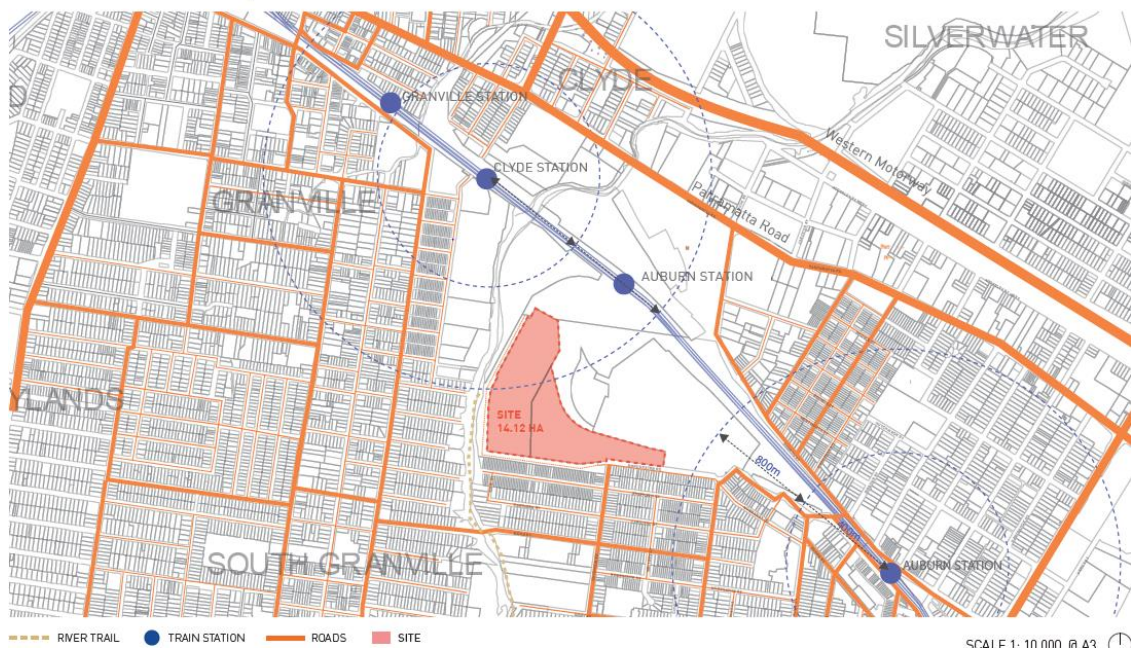 SILVERWATER
CLYDE
GRANVILLE STATION
CLYDE STATION
Western Motorway
GRANVILLE
Parramatta Road
AUBURN STATION
YLANDS
SITE
14.12 HA
800m
SOUTH GRANVILLE
AUBURN STATION
RIVER TRAIL
TRAIN STATION
ROADS
SITE
SCALE 1: 10,000 @ A3